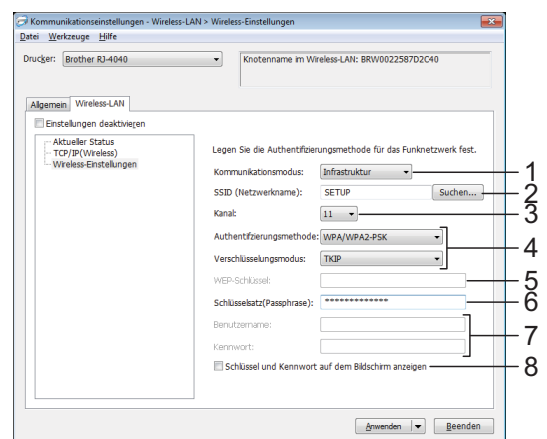 Kommunikationseinstellungen - Wireless-LAN > Wireless-Einstellungen
Datei Werkzeuge Hilfe
Drucker: Brother RJ-4040
Knotenname im Wireless-LAN: BRW0022587D2C40
Allgemein Wireless-LAN
Einstellungen deaktivieren
Aktueller Status
TCP/IP(Wireless)
Wireless-Einstellungen
Legen Sie die Authentifizierungsmethode für das Funknetzwerk fest.
Kommunikationsmodus: Infrastruktur 1
SSID (Netzwerkname): SETUP Suchen... 2
Kanal: 11 3
Authentifzierungsmethode: WPA/WPA2-PSK
4
Verschlüsselungsmodus: TKIP
WEP-Schlüssel: 5
Schlüsselsatz(Passphrase): ************* 6
Benutzername:
7
Kennwort:
Schlüssel und Kennwort auf dem Bildschirm anzeigen 8
Anwenden Beenden